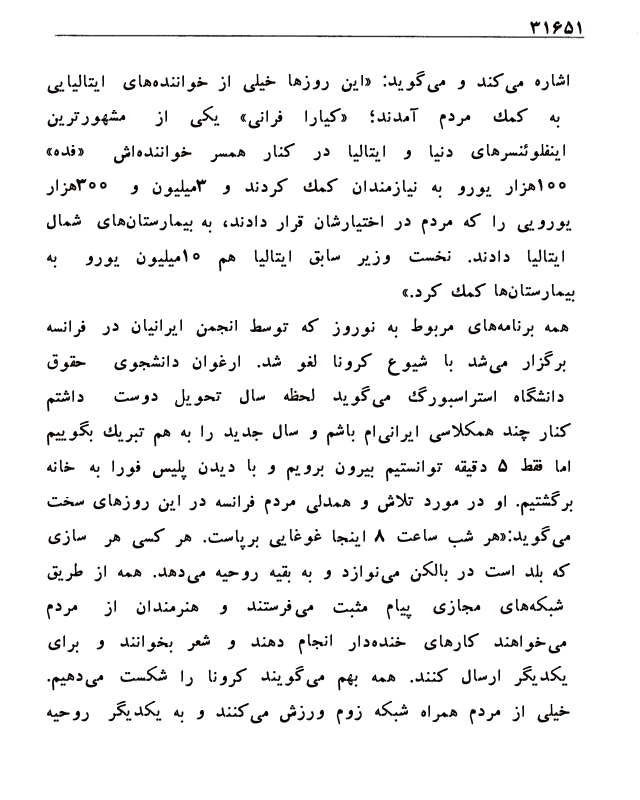 ۳۱۶۵۱
اشاره می‌کند و می‌گوید: «این روزها خیلی از خواننده‌های ایتالیایی
به کمك مردم آمدند؛ «کیارا فرانی» یکی از مشهورترین
اینفلوئنسرهای دنیا و ایتالیا در کنار همسر خواننده‌اش «فده»
۱۰۰هزار یورو به نیازمندان کمك کردند و ۳میلیون و ۳۰۰هزار
یورویی را که مردم در اختیارشان قرار دادند، به بیمارستان‌های شمال
ایتالیا دادند. نخست وزیر سابق ایتالیا هم ۱۰میلیون یورو به
بیمارستان‌ها کمك کرد.»
همه برنامه‌های مربوط به نوروز که توسط انجمن ایرانیان در فرانسه
برگزار می‌شد با شیوع کرونا لغو شد. ارغوان دانشجوی حقوق
دانشگاه استراسبورگ می‌گوید لحظه سال تحویل دوست داشتم
کنار چند همکلاسی ایرانی‌ام باشم و سال جدید را به هم تبریك بگوییم
اما فقط ۵ دقیقه توانستیم بیرون برویم و با دیدن پلیس فورا به خانه
برگشتیم. او در مورد تلاش و همدلی مردم فرانسه در این روزهای سخت
می‌گوید:«هر شب ساعت ۸ اینجا غوغایی برپاست. هر کسی هر سازی
که بلد است در بالکن می‌نوازد و به بقیه روحیه می‌دهد. همه از طریق
شبکه‌های مجازی پیام مثبت می‌فرستند و هنرمندان از مردم
می‌خواهند کارهای خنده‌دار انجام دهند و شعر بخوانند و برای
یکدیگر ارسال کنند. همه بهم می‌گویند کرونا را شکست می‌دهیم.
خیلی از مردم همراه شبکه زوم ورزش می‌کنند و به یکدیگر روحیه